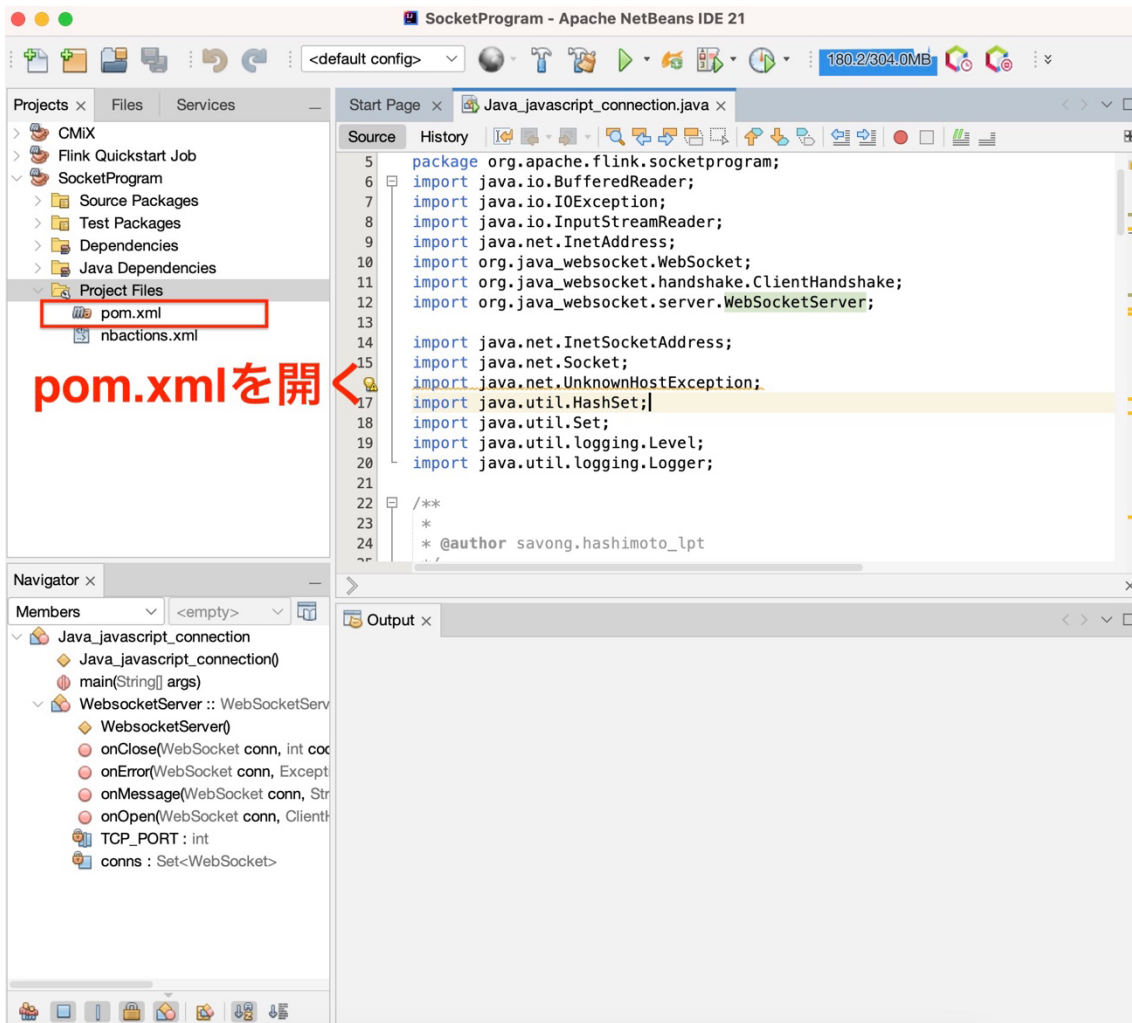 SocketProgram - Apache NetBeans IDE 21
<default config>
180.2/304.0MB
Projects
Files
Services
CMiX
Flink Quickstart Job
SocketProgram
Source Packages
Test Packages
Dependencies
Java Dependencies
Project Files
pom.xml
nbactions.xml
pom.xmlを開く
Start Page
Java_javascript_connection.java
Source
History
5 package org.apache.flink.socketprogram;
6 import java.io.BufferedReader;
7 import java.io.IOException;
8 import java.io.InputStreamReader;
9 import java.net.InetAddress;
10 import org.java_websocket.WebSocket;
11 import org.java_websocket.handshake.ClientHandshake;
12 import org.java_websocket.server.WebSocketServer;
13
14 import java.net.InetSocketAddress;
15 import java.net.Socket;
import java.net.UnknownHostException;
17 import java.util.HashSet;
18 import java.util.Set;
19 import java.util.logging.Level;
20 import java.util.logging.Logger;
21
22 /**
23 *
24 * @author savong.hashimoto_lpt
Navigator
Members
<empty>
Java_javascript_connection
Java_javascript_connection()
main(String[] args)
WebsocketServer :: WebSocketServ
WebsocketServer()
onClose(WebSocket conn, int cod
onError(WebSocket conn, Except
onMessage(WebSocket conn, Str
onOpen(WebSocket conn, ClientH
TCP_PORT : int
conns : Set<WebSocket>
Output